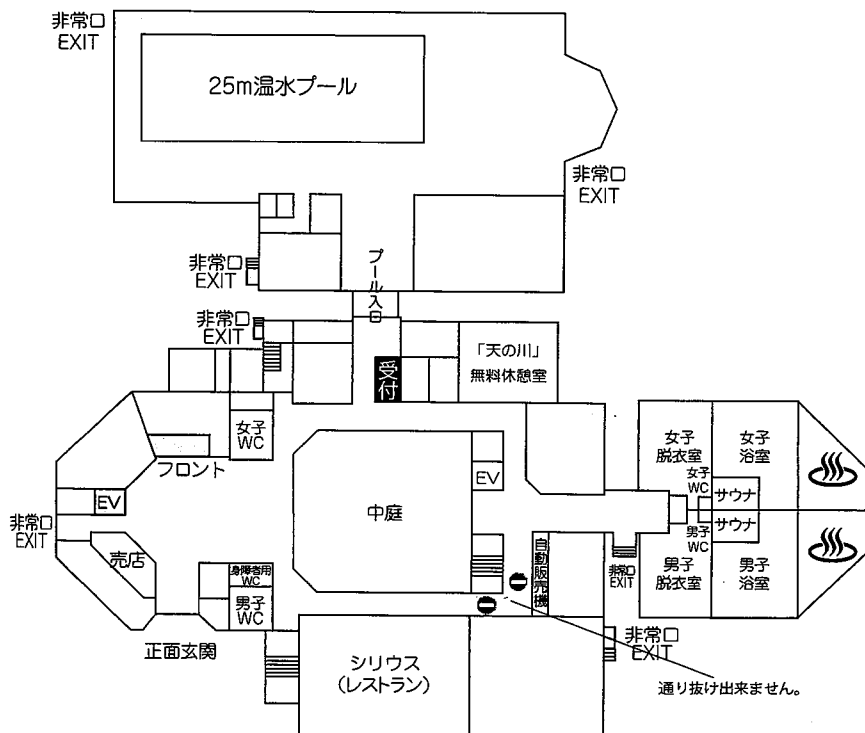 非常口
EXIT
25m温水プール
非常口
EXIT
非常口
EXIT
プール入口
非常口
EXIT
受付
「天の川」
無料休憩室
女子
WC
フロント
EV
中庭
EV
女子
脱衣室
女子
浴室
女子
WC
サウナ
サウナ
男子
WC
男子
脱衣室
男子
浴室
非常口
EXIT
売店
身障者用
WC
男子
WC
自動販売機
非常口
EXIT
正面玄関
シリウス
(レストラン)
非常口
EXIT
通り抜け出来ません。